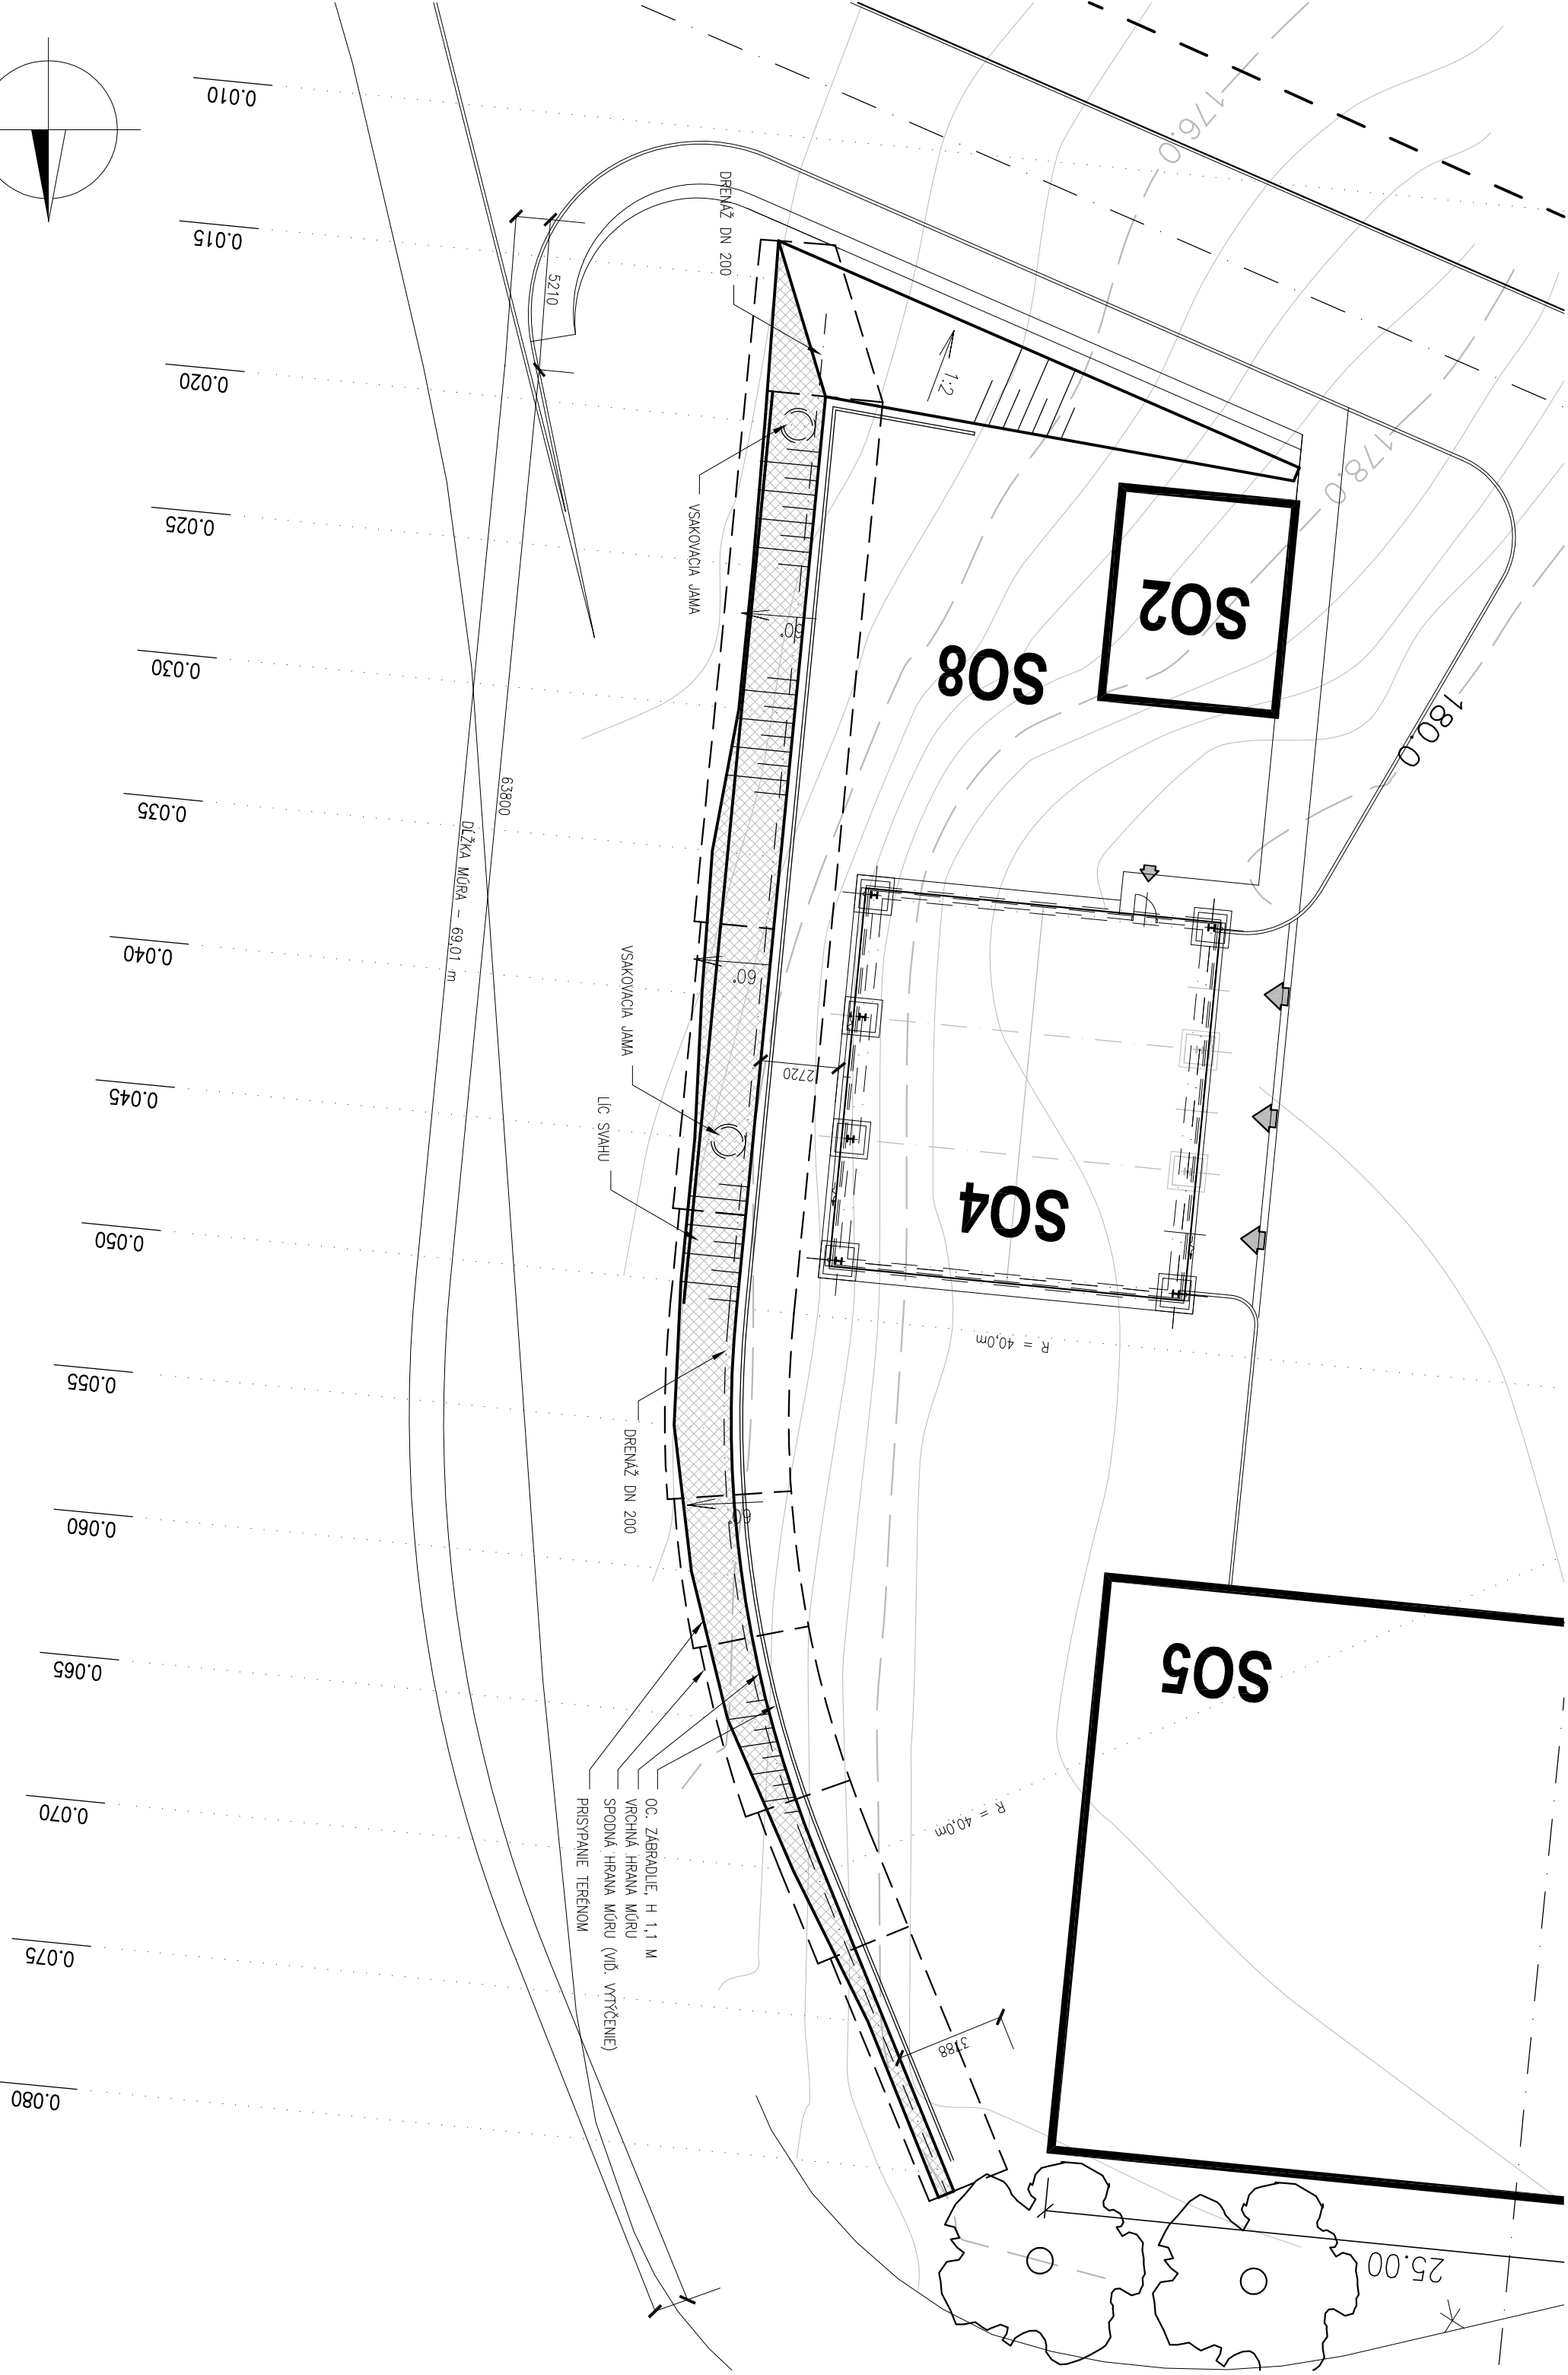 0.010
0.015
0.020
0.025
0.030
0.035
0.040
0.045
0.050
0.055
0.060
0.065
0.070
0.075
0.080
176.0
178.0
180.0
DRENÁŽ DN 200
5210
1:2
VSAKOVACIA JAMA
60°
SO2
SO8
63800
DĹŽKA MÚRA – 69,01 m
60°
VSAKOVACIA JAMA
2720
LÍC SVAHU
SO4
R = 40,0m
DRENÁŽ DN 200
60°
SO5
R = 40,0m
OC. ZÁBRADLIE, H 1,1 M
VRCHNÁ HRANA MÚRU
SPODNÁ HRANA MÚRU (VIĎ. VYTÝČENIE)
PRISYPANIE TERÉNOM
3788
25.00